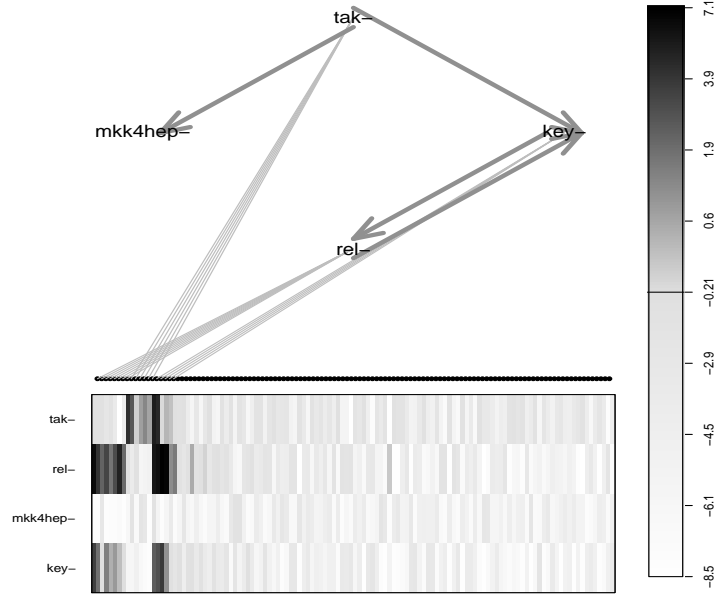 tak–
mkk4hep–
key–
rel–
tak–
rel–
mkk4hep–
key–
7.1
3.9
1.9
0.6
−0.21
−2.9
−4.5
−6.1
−8.5